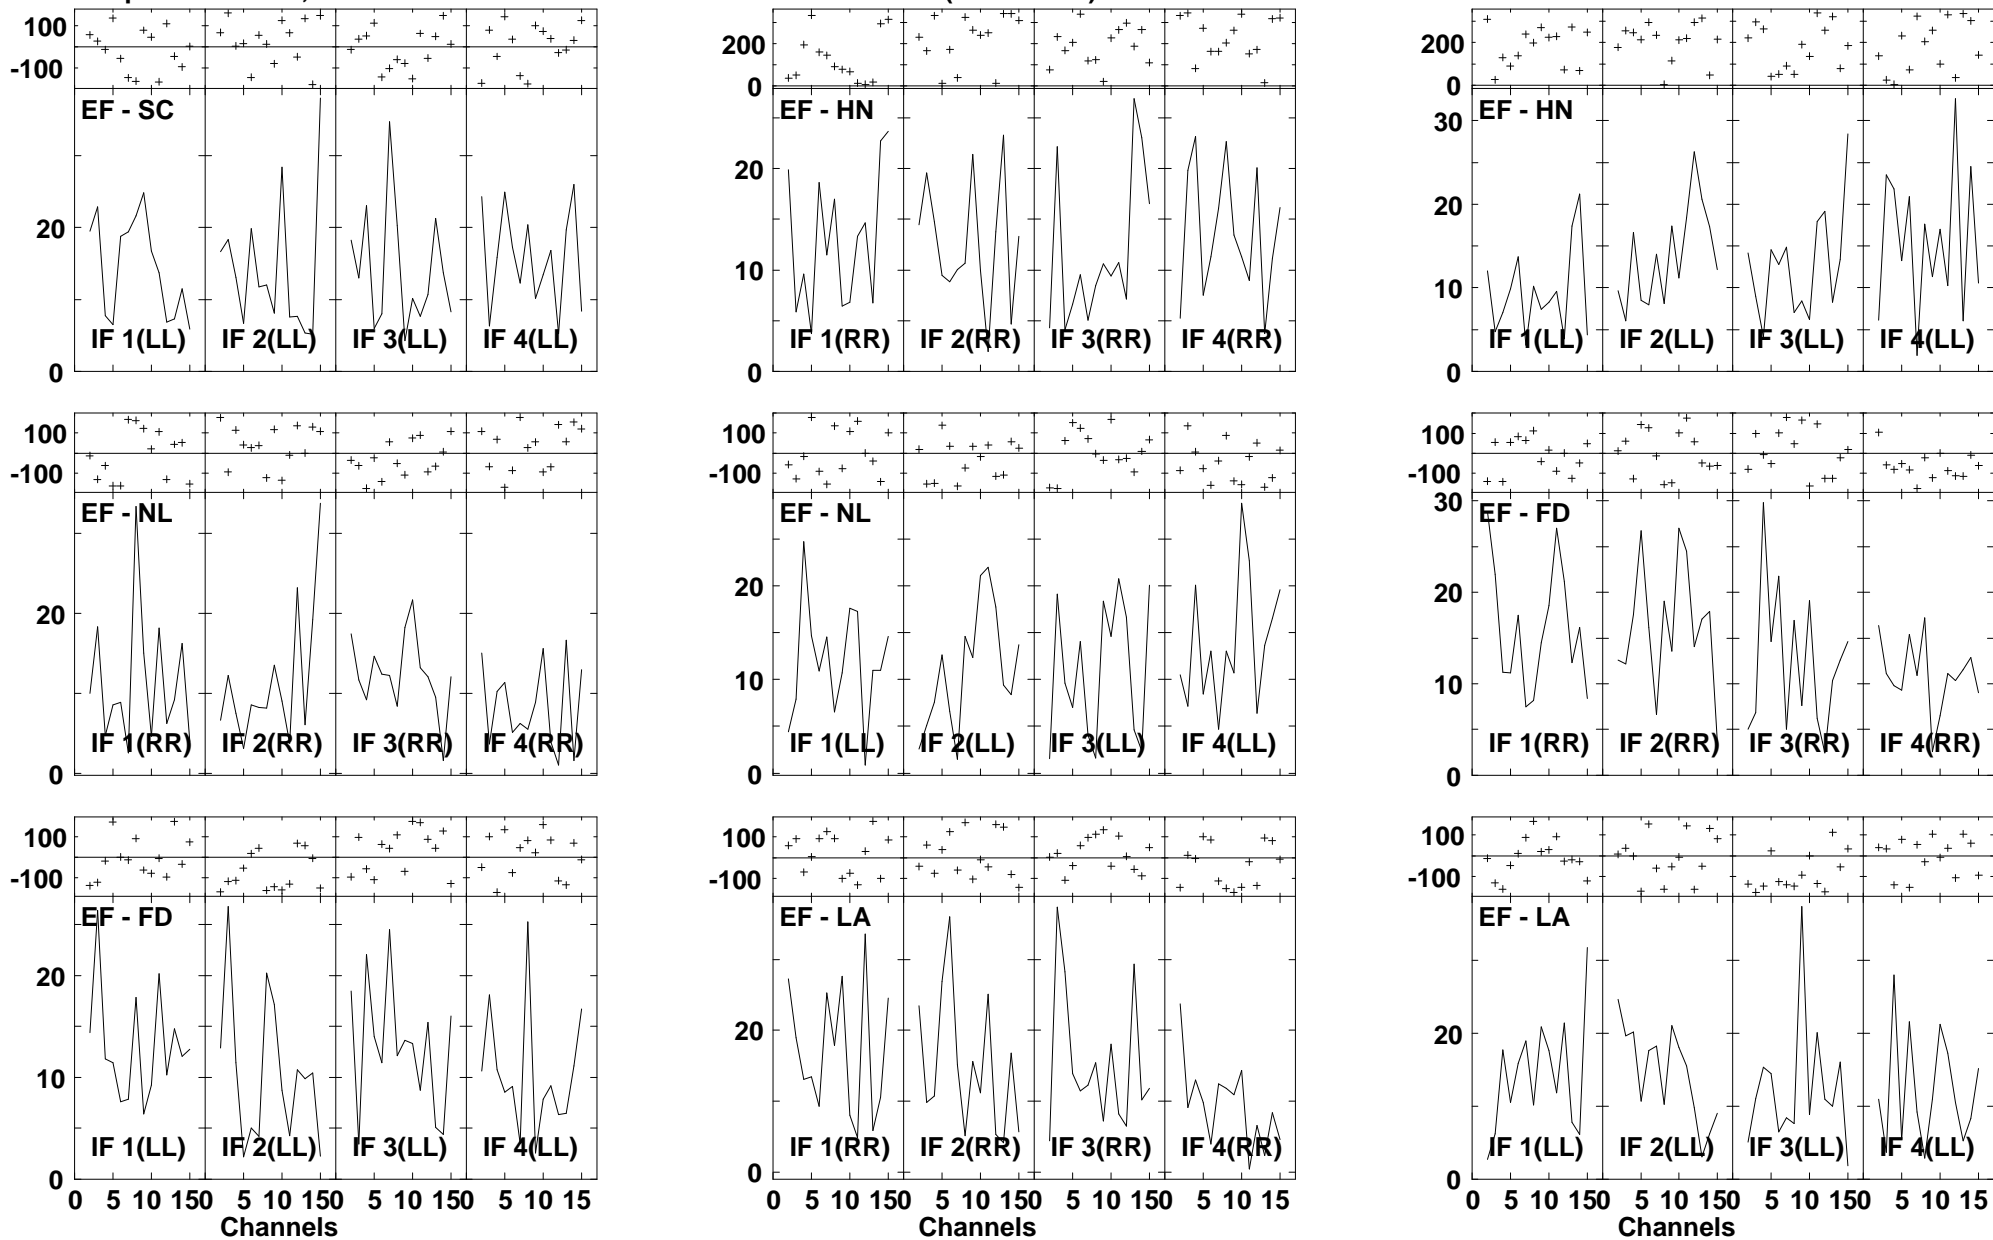 100 200 200
-100 0 0
EF - SC EF - HN EF - HN
30
20 20 20
10 10
IF 1(LL) IF 2(LL) IF 3(LL) IF 4(LL) IF 1(RR) IF 2(RR) IF 3(RR) IF 4(RR) IF 1(LL) IF 2(LL) IF 3(LL) IF 4(LL)
0 0 0
100 100 100
-100 -100 -100
EF - NL EF - NL EF - FD
30
20 20 20
10 10
IF 1(RR) IF 2(RR) IF 3(RR) IF 4(RR) IF 1(LL) IF 2(LL) IF 3(LL) IF 4(LL) IF 1(RR) IF 2(RR) IF 3(RR) IF 4(RR)
0 0 0
100 100 100
-100 -100 -100
EF - FD EF - LA EF - LA
20 20 20
10
IF 1(LL) IF 2(LL) IF 3(LL) IF 4(LL) IF 1(RR) IF 2(RR) IF 3(RR) IF 4(RR) IF 1(LL) IF 2(LL) IF 3(LL) IF 4(LL)
0 0 0
0 5 10 150 5 10 150 5 10 150 5 10 15 0 5 10 150 5 10 150 5 10 150 5 10 15 0 5 10 150 5 10 150 5 10 150 5 10 15
Channels Channels Channels